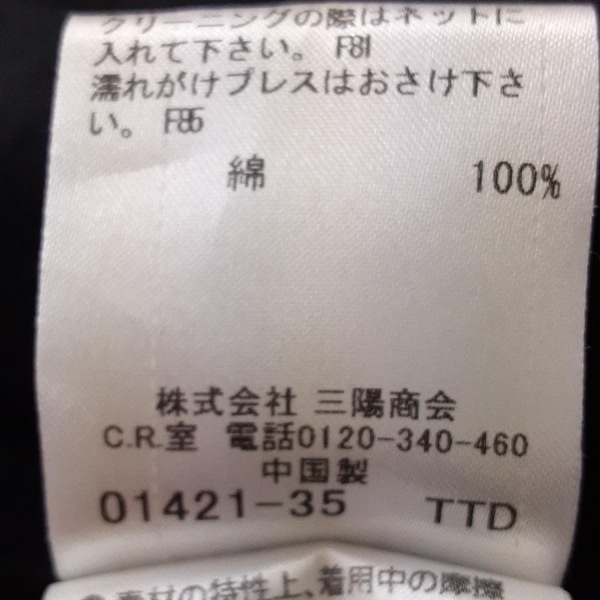 クリーニングの際はネットに
入れて下さい。 F81
濡れがけプレスはおさけ下さ
い。 F85
綿 100%
株式会社 三陽商会
C.R.室 電話0120-340-460
中国製
01421-35 TTD
素材の特性上、着用中の摩擦